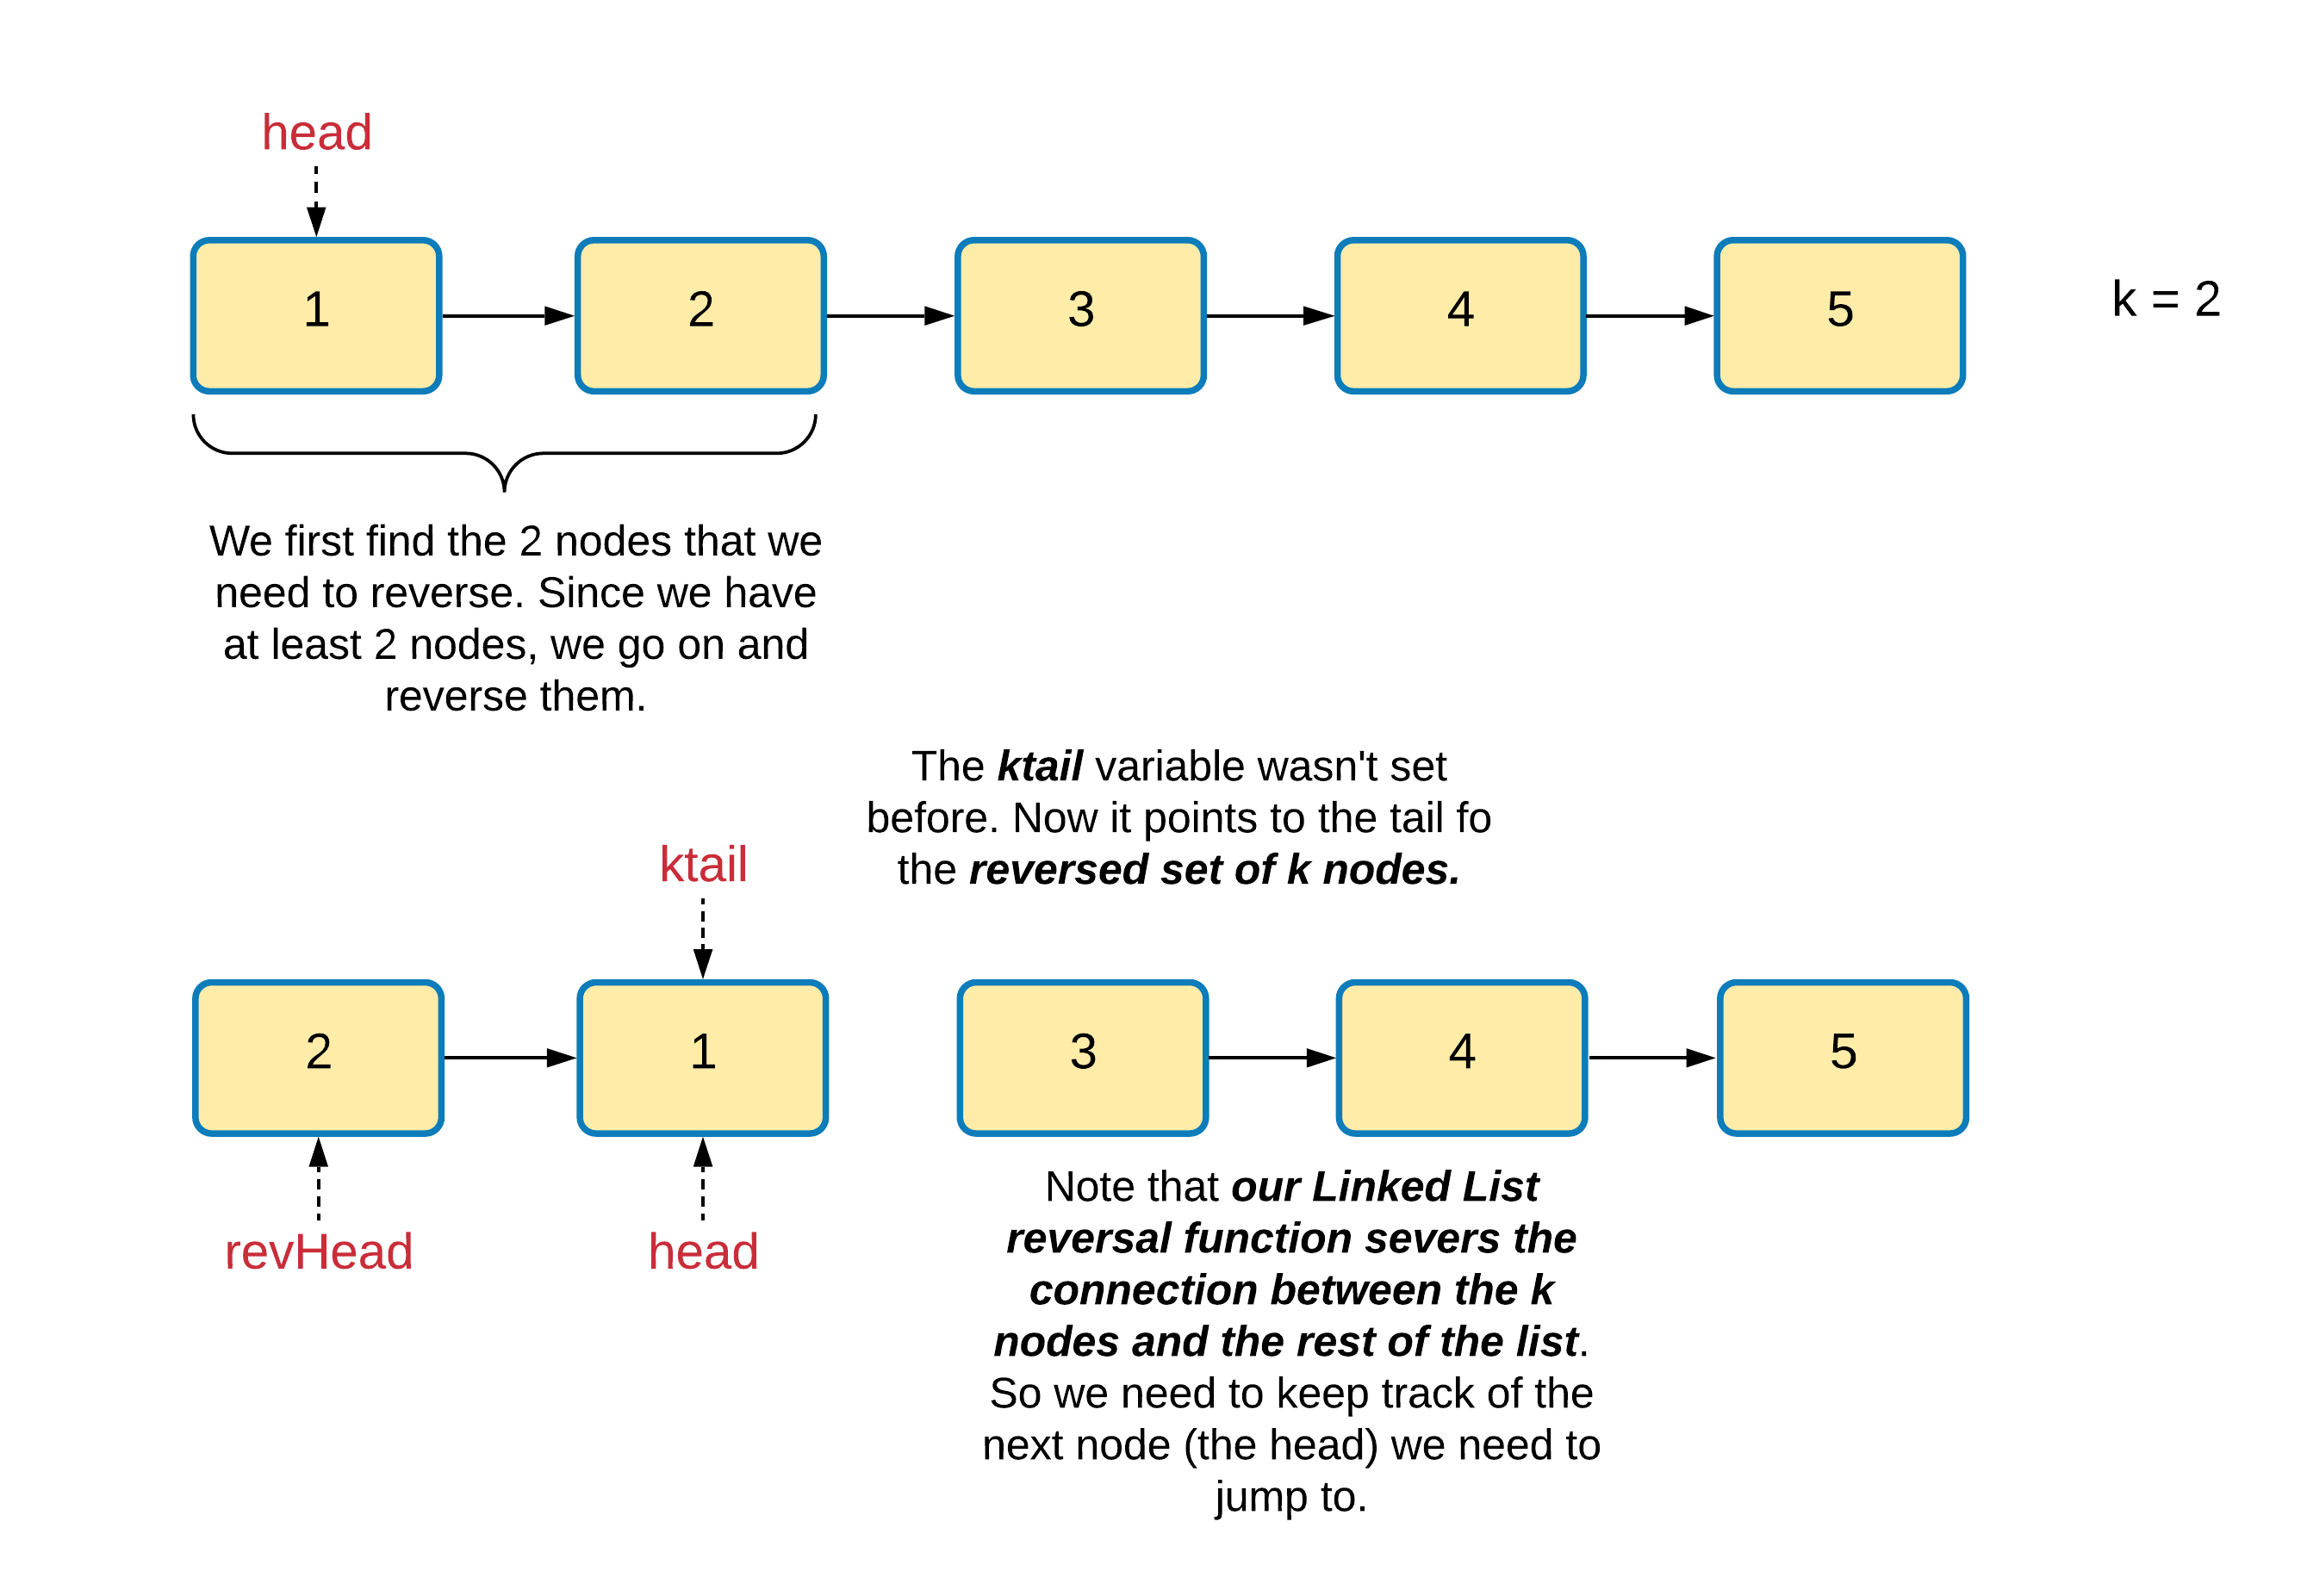 head
1
2
3
4
5
k = 2
We first find the 2 nodes that we
need to reverse. Since we have
at least 2 nodes, we go on and
reverse them.
The ktail variable wasn't set
before. Now it points to the tail fo
the reversed set of k nodes.
ktail
2
1
3
4
5
revHead
head
Note that our Linked List
reversal function severs the
connection between the k
nodes and the rest of the list.
So we need to keep track of the
next node (the head) we need to
jump to.